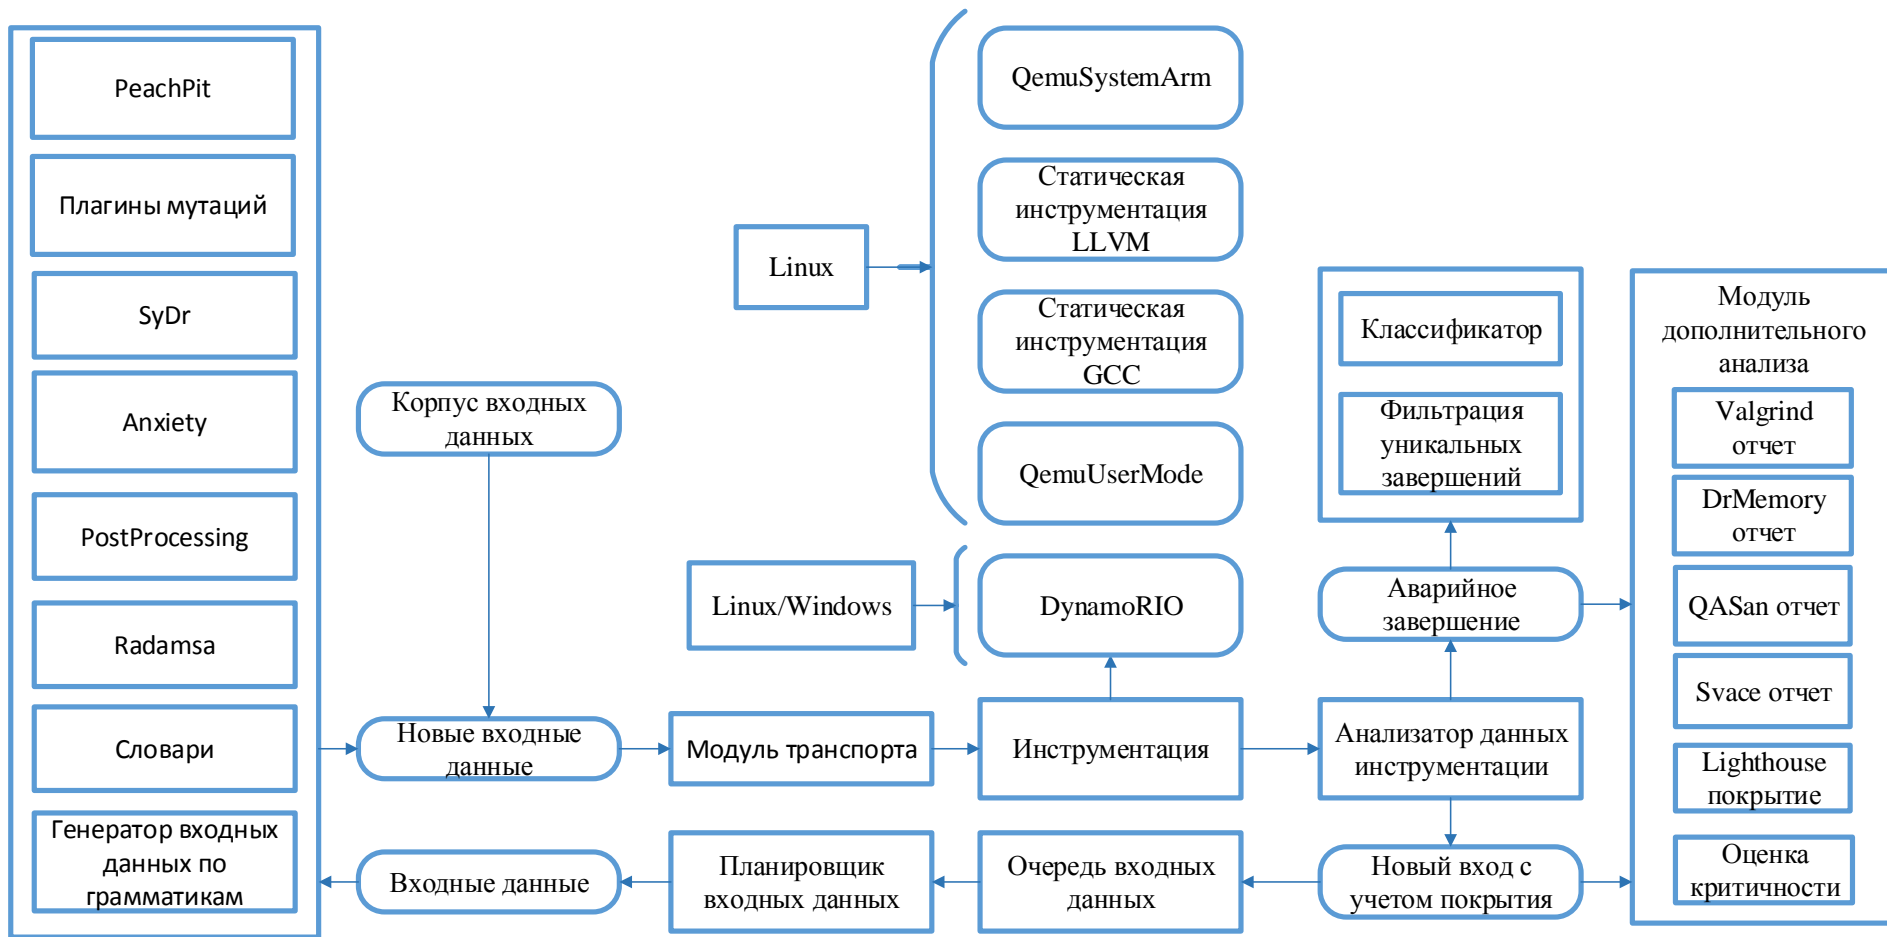 PeachPit
Плагины мутаций
SyDr
Anxiety
PostProcessing
Radamsa
Словари
Генератор входных
данных по
грамматикам
Корпус входных
данных
Новые входные
данные
Входные данные
Linux
Linux/Windows
Модуль транспорта
Планировщик
входных данных
QemuSystemArm
Статическая
инструментация
LLVM
Статическая
инструментация
GCC
QemuUserMode
DynamoRIO
Инструментация
Очередь входных
данных
Классификатор
Фильтрация
уникальных
завершений
Аварийное
завершение
Анализатор данных
инструментации
Новый вход с
учетом покрытия
Модуль
дополнительного
анализа
Valgrind
отчет
DrMemory
отчет
QASan отчет
Svace отчет
Lighthouse
покрытие
Оценка
критичности